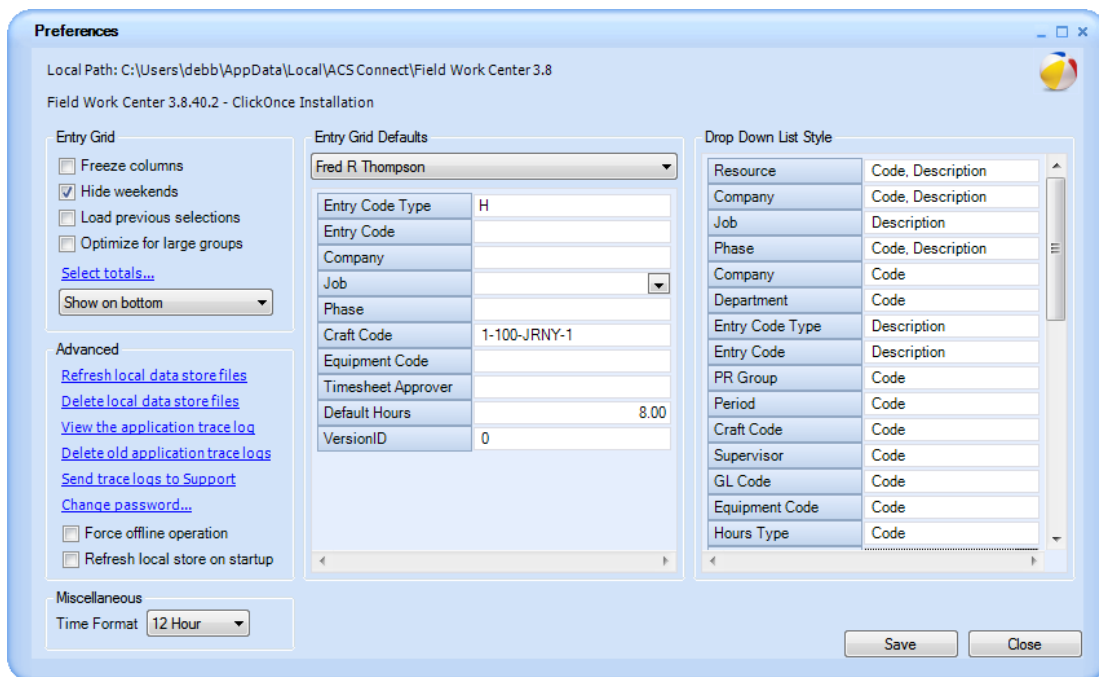 Preferences
Local Path: C:\Users\debb\AppData\Local\ACS Connect\Field Work Center 3.8
Field Work Center 3.8.40.2 - ClickOnce Installation
Entry Grid
Freeze columns
Hide weekends
Load previous selections
Optimize for large groups
Select totals...
Show on bottom
Advanced
Refresh local data store files
Delete local data store files
View the application trace log
Delete old application trace logs
Send trace logs to Support
Change password...
Force offline operation
Refresh local store on startup
Miscellaneous
Time Format 12 Hour
Entry Grid Defaults
Fred R Thompson
Entry Code Type H
Entry Code
Company
Job
Phase
Craft Code 1-100-JRNY-1
Equipment Code
Timesheet Approver
Default Hours 8.00
VersionID 0
Drop Down List Style
Resource Code, Description
Company Code, Description
Job Description
Phase Code, Description
Company Code
Department Code
Entry Code Type Description
Entry Code Description
PR Group Code
Period Code
Craft Code Code
Supervisor Code
GL Code Code
Equipment Code Code
Hours Type Code
Save Close